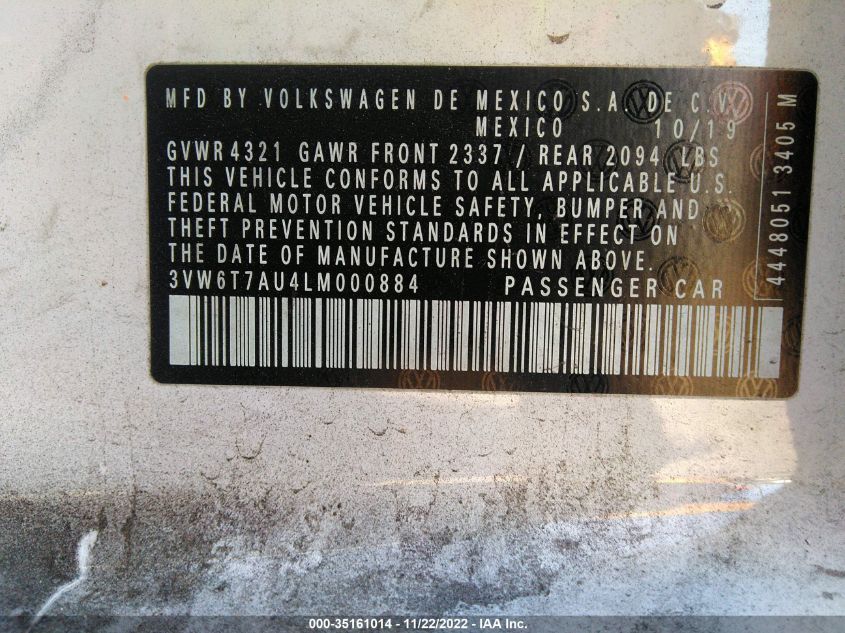 MFD BY VOLKSWAGEN DE MEXICO S.A. DE C.V.
MEXICO 10/19
GVWR 4321 GAWR FRONT 2337 / REAR 2094 LBS
THIS VEHICLE CONFORMS TO ALL APPLICABLE U.S.
FEDERAL MOTOR VEHICLE SAFETY, BUMPER AND
THEFT PREVENTION STANDARDS IN EFFECT ON
THE DATE OF MANUFACTURE SHOWN ABOVE.
3VW6T7AU4LM000884 PASSENGER CAR
4448051 3405 M
000-35161014 - 11/22/2022 - IAA Inc.